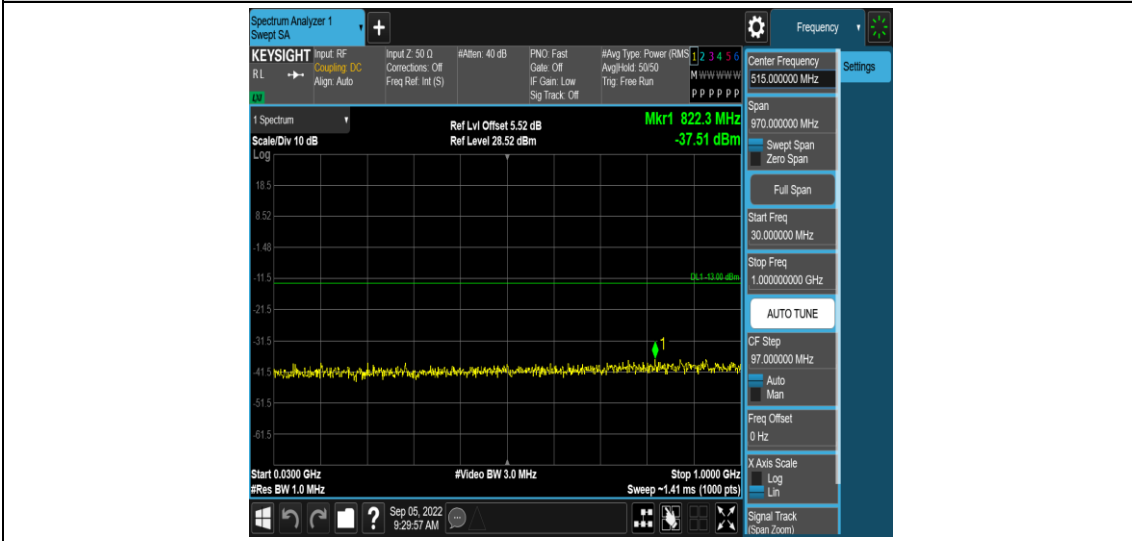 Spectrum Analyzer 1
Swept SA
+
Frequency
KEYSIGHT
RL
Input: RF
Coupling: DC
Align: Auto
Input Z: 50 Ω
Corrections: Off
Freq Ref: Int (S)
#Atten: 40 dB
PNO: Fast
Gate: Off
IF Gain: Low
Sig Track: Off
#Avg Type: Power (RMS
Avg|Hold: 50/50
Trig: Free Run
1 2 3 4 5 6
M W W W W W
P P P P P P
1 Spectrum
Scale/Div 10 dB
Log
Ref Lvl Offset 5.52 dB
Ref Level 28.52 dBm
Mkr1 822.3 MHz
-37.51 dBm
18.5
8.52
-1.48
-11.5
-21.5
-31.5
-41.5
-51.5
-61.5
DL1 -13.00 dBm
1
Start 0.0300 GHz
#Res BW 1.0 MHz
#Video BW 3.0 MHz
Stop 1.0000 GHz
Sweep ~1.41 ms (1000 pts)
?
Sep 05, 2022
9:29:57 AM
Center Frequency
515.000000 MHz
Span
970.000000 MHz
Swept Span
Zero Span
Full Span
Start Freq
30.000000 MHz
Stop Freq
1.000000000 GHz
AUTO TUNE
CF Step
97.000000 MHz
Auto
Man
Freq Offset
0 Hz
X Axis Scale
Log
Lin
Signal Track
(Span Zoom)
Settings